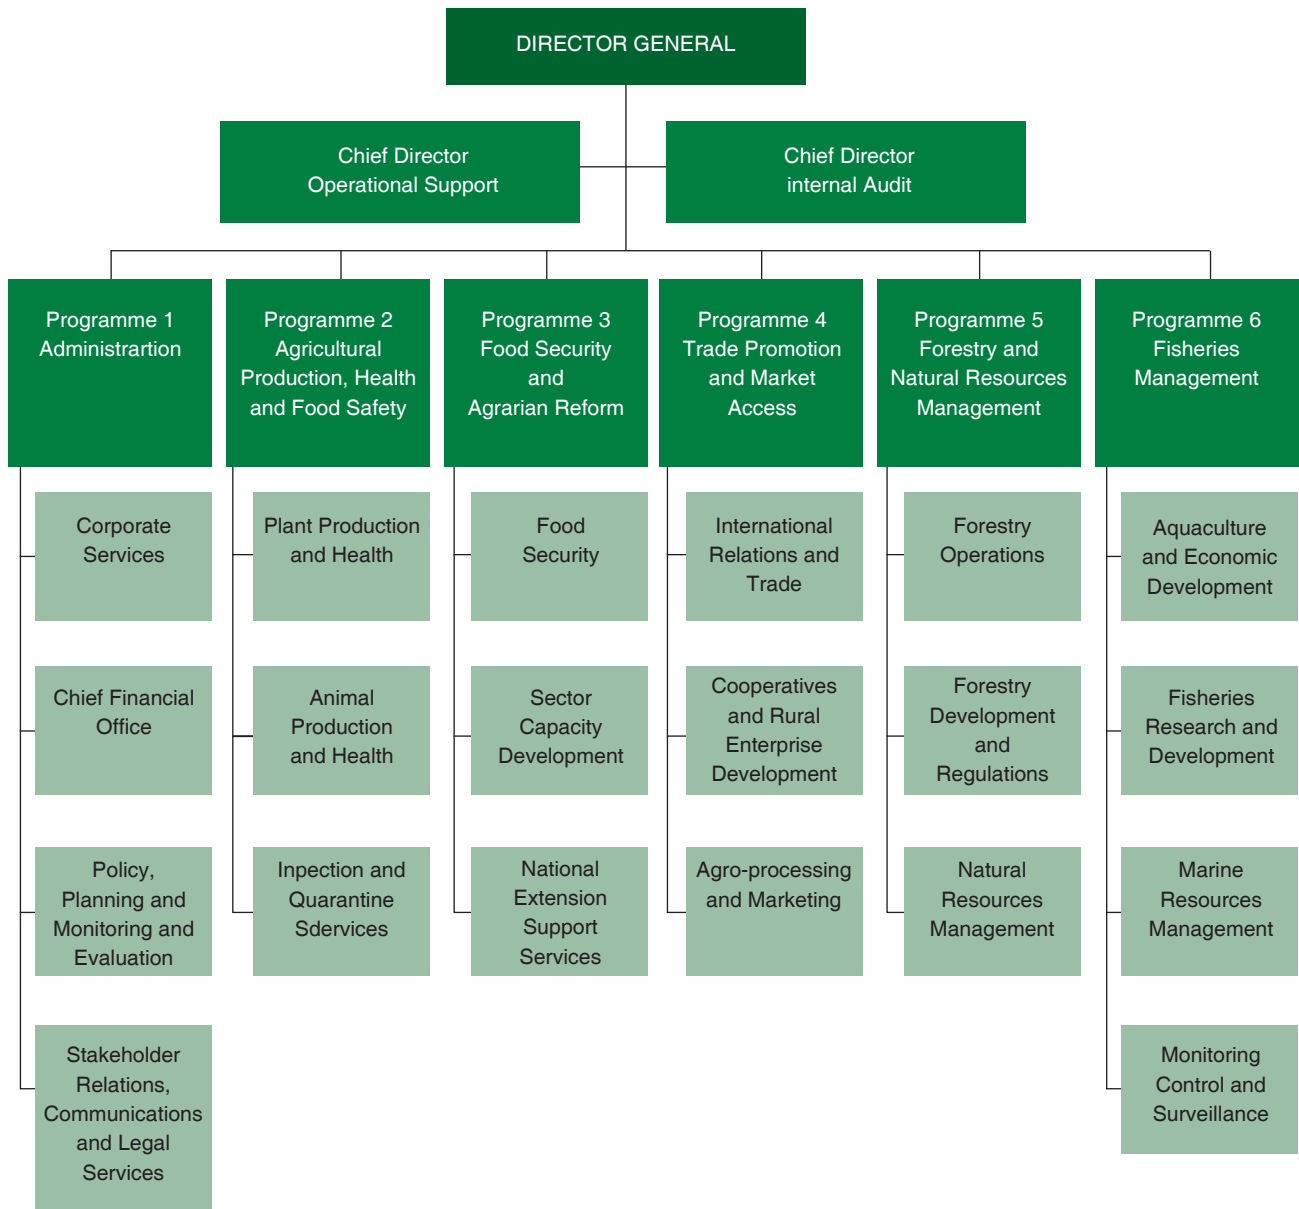 DIRECTOR GENERAL
Chief Director
Operational Support
Chief Director
internal Audit
Programme 1
Administrartion
Programme 2
Agricultural
Production, Health
and Food Safety
Programme 3
Food Security
and
Agrarian Reform
Programme 4
Trade Promotion
and Market
Access
Programme 5
Forestry and
Natural Resources
Management
Programme 6
Fisheries
Management
Corporate
Services
Chief Financial
Office
Policy,
Planning and
Monitoring and
Evaluation
Stakeholder
Relations,
Communications
and Legal
Services
Plant Production
and Health
Animal
Production
and Health
Inpection and
Quarantine
Sdervices
Food
Security
Sector
Capacity
Development
National
Extension
Support
Services
International
Relations and
Trade
Cooperatives
and Rural
Enterprise
Development
Agro-processing
and Marketing
Forestry
Operations
Forestry
Development
and
Regulations
Natural
Resources
Management
Aquaculture
and Economic
Development
Fisheries
Research and
Development
Marine
Resources
Management
Monitoring
Control and
Surveillance